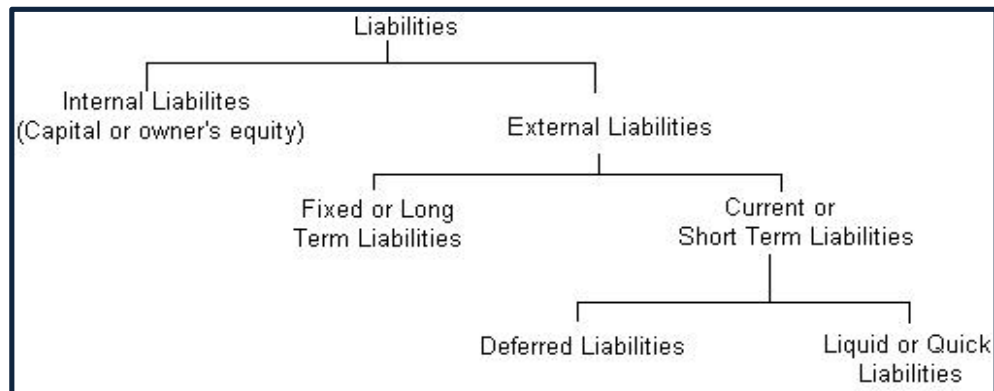 Liabilities
Internal Liabilites
(Capital or owner's equity)
External Liabilities
Fixed or Long
Term Liabilities
Current or
Short Term Liabilities
Deferred Liabilities
Liquid or Quick
Liabilities